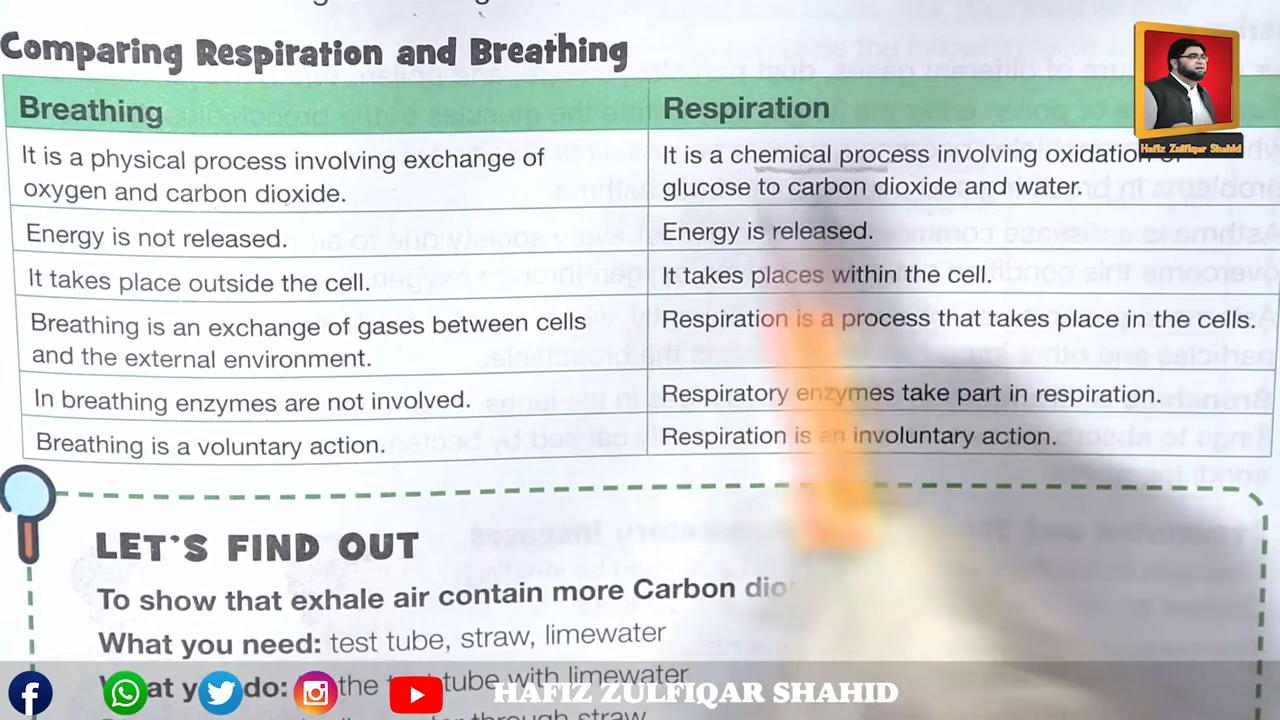 Comparing Respiration and Breathing
Breathing
Respiration
It is a physical process involving exchange of
oxygen and carbon dioxide.
It is a chemical process involving oxidation
glucose to carbon dioxide and water.
Energy is not released.
Energy is released.
It takes place outside the cell.
It takes places within the cell.
Breathing is an exchange of gases between cells
and the external environment.
Respiration is a process that takes place in the cells.
In breathing enzymes are not involved.
Respiratory enzymes take part in respiration.
Breathing is a voluntary action.
Respiration is an involuntary action.
LET'S FIND OUT
To show that exhale air contain more Carbon
What you need: test tube, straw, limewater
do: the tube with limewater
through straw
Hafiz Zulfiqar Shahid
HAFIZ ZULFIQAR SHAHID